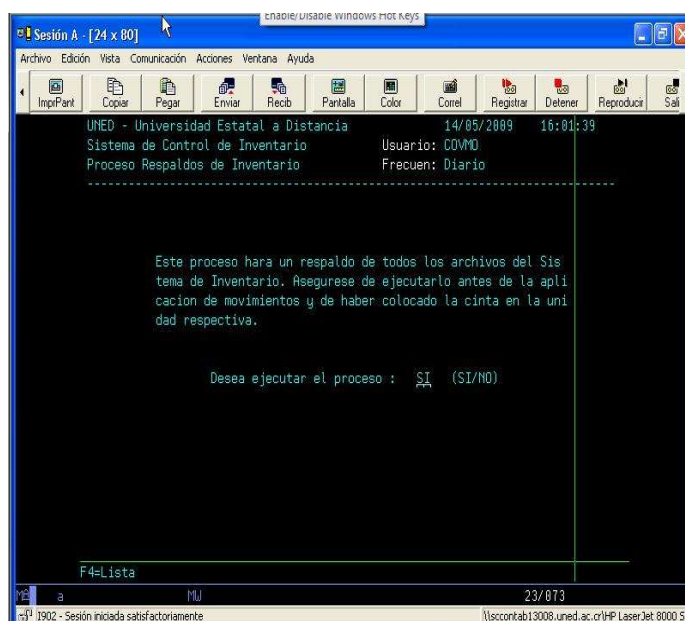 Enable/Disable Windows Hot Keys
Sesión A - [24 x 80]
Archivo Edición Vista Comunicación Acciones Ventana Ayuda
ImprPant Copiar Pegar Enviar Recib Pantalla Color Correl Registrar Detener Reproducir Sali
UNED - Universidad Estatal a Distancia 14/05/2009 16:01:39
Sistema de Control de Inventario Usuario: COVMO
Proceso Respaldos de Inventario Frecuen: Diario
Este proceso hara un respaldo de todos los archivos del Sis
tema de Inventario. Asegurese de ejecutarlo antes de la apli
cacion de movimientos y de haber colocado la cinta en la uni
dad respectiva.
Desea ejecutar el proceso : SI (SI/NO)
F4=Lista
MA a MW 23/073
I902 - Sesión iniciada satisfactoriamente \\sccontab13008.uned.ac.cr\HP LaserJet 8000 S